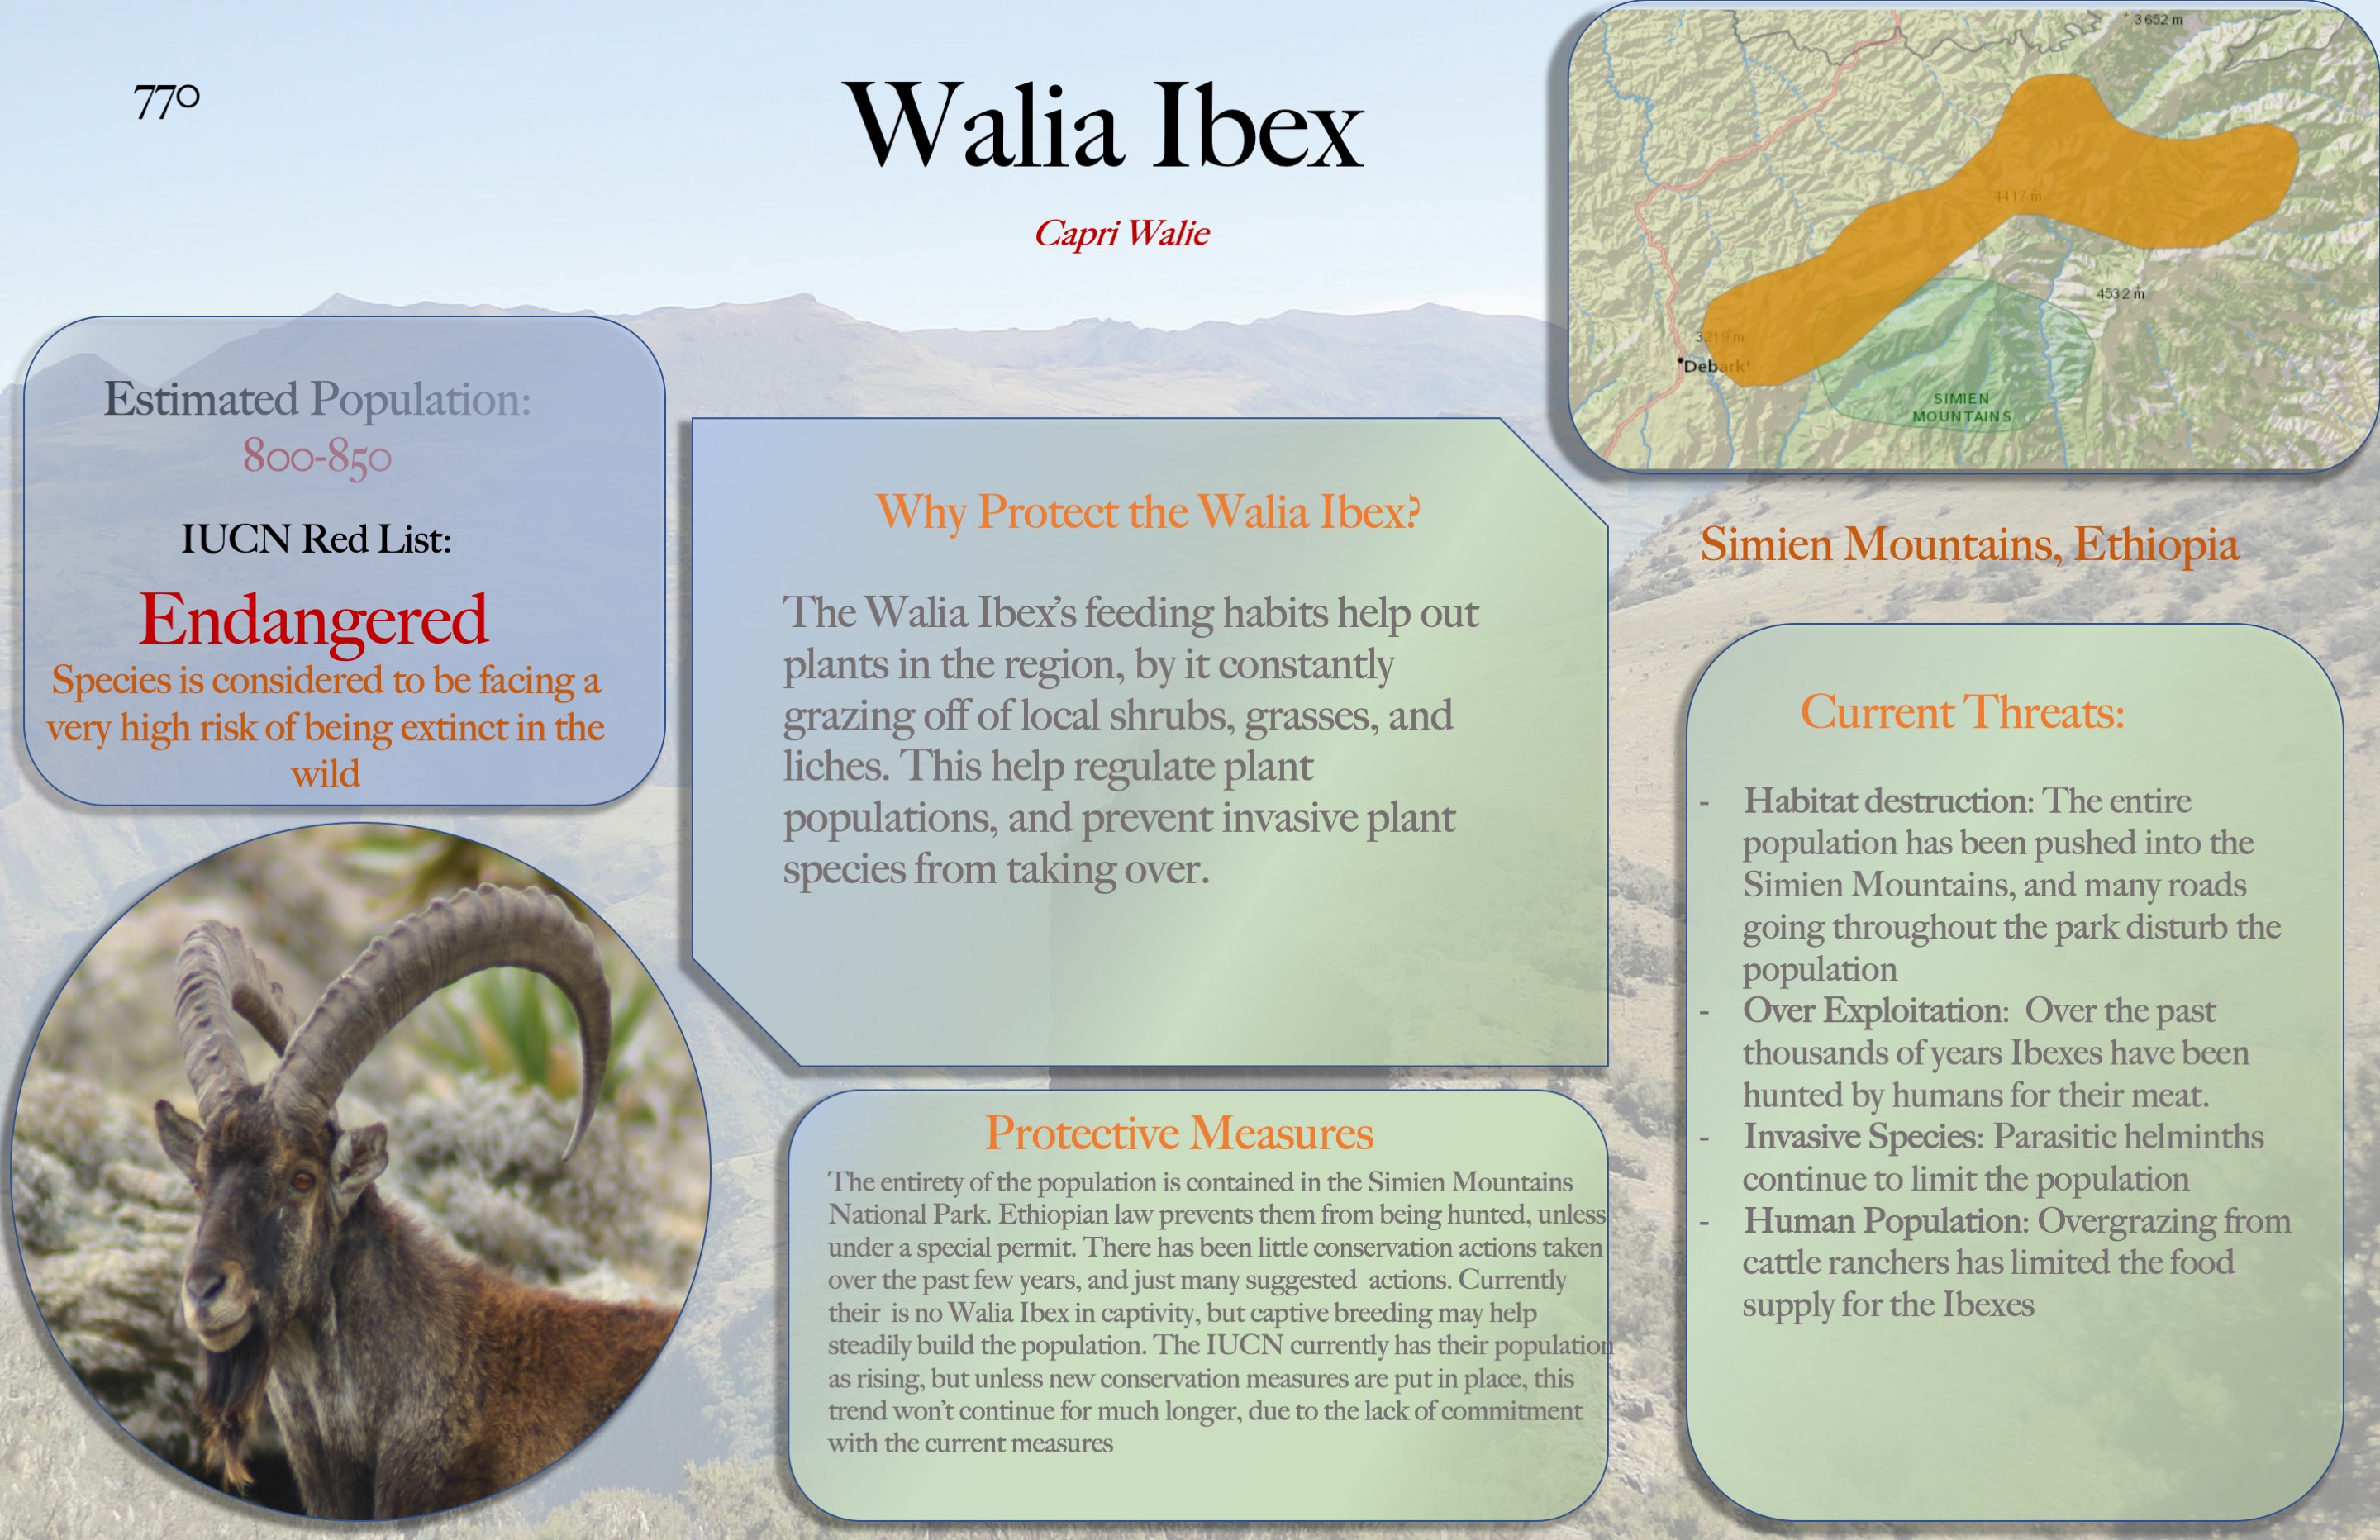 770
Walia Ibex
Capri Walie
3652 m
4417 m
4532 m
3219 m
Debark'
SIMIEN
MOUNTAINS
Simien Mountains, Ethiopia
Estimated Population:
800-850
IUCN Red List:
Endangered
Species is considered to be facing a
very high risk of being extinct in the
wild
Why Protect the Walia Ibex?
The Walia Ibex’s feeding habits help out
plants in the region, by it constantly
grazing off of local shrubs, grasses, and
liches. This help regulate plant
populations, and prevent invasive plant
species from taking over.
Protective Measures
The entirety of the population is contained in the Simien Mountains
National Park. Ethiopian law prevents them from being hunted, unless
under a special permit. There has been little conservation actions taken
over the past few years, and just many suggested  actions. Currently
their  is no Walia Ibex in captivity, but captive breeding may help
steadily build the population. The IUCN currently has their population
as rising, but unless new conservation measures are put in place, this
trend won’t continue for much longer, due to the lack of commitment
with the current measures
Current Threats:
- Habitat destruction: The entire
population has been pushed into the
Simien Mountains, and many roads
going throughout the park disturb the
population
- Over Exploitation:  Over the past
thousands of years Ibexes have been
hunted by humans for their meat.
- Invasive Species: Parasitic helminths
continue to limit the population
- Human Population: Overgrazing from
cattle ranchers has limited the food
supply for the Ibexes